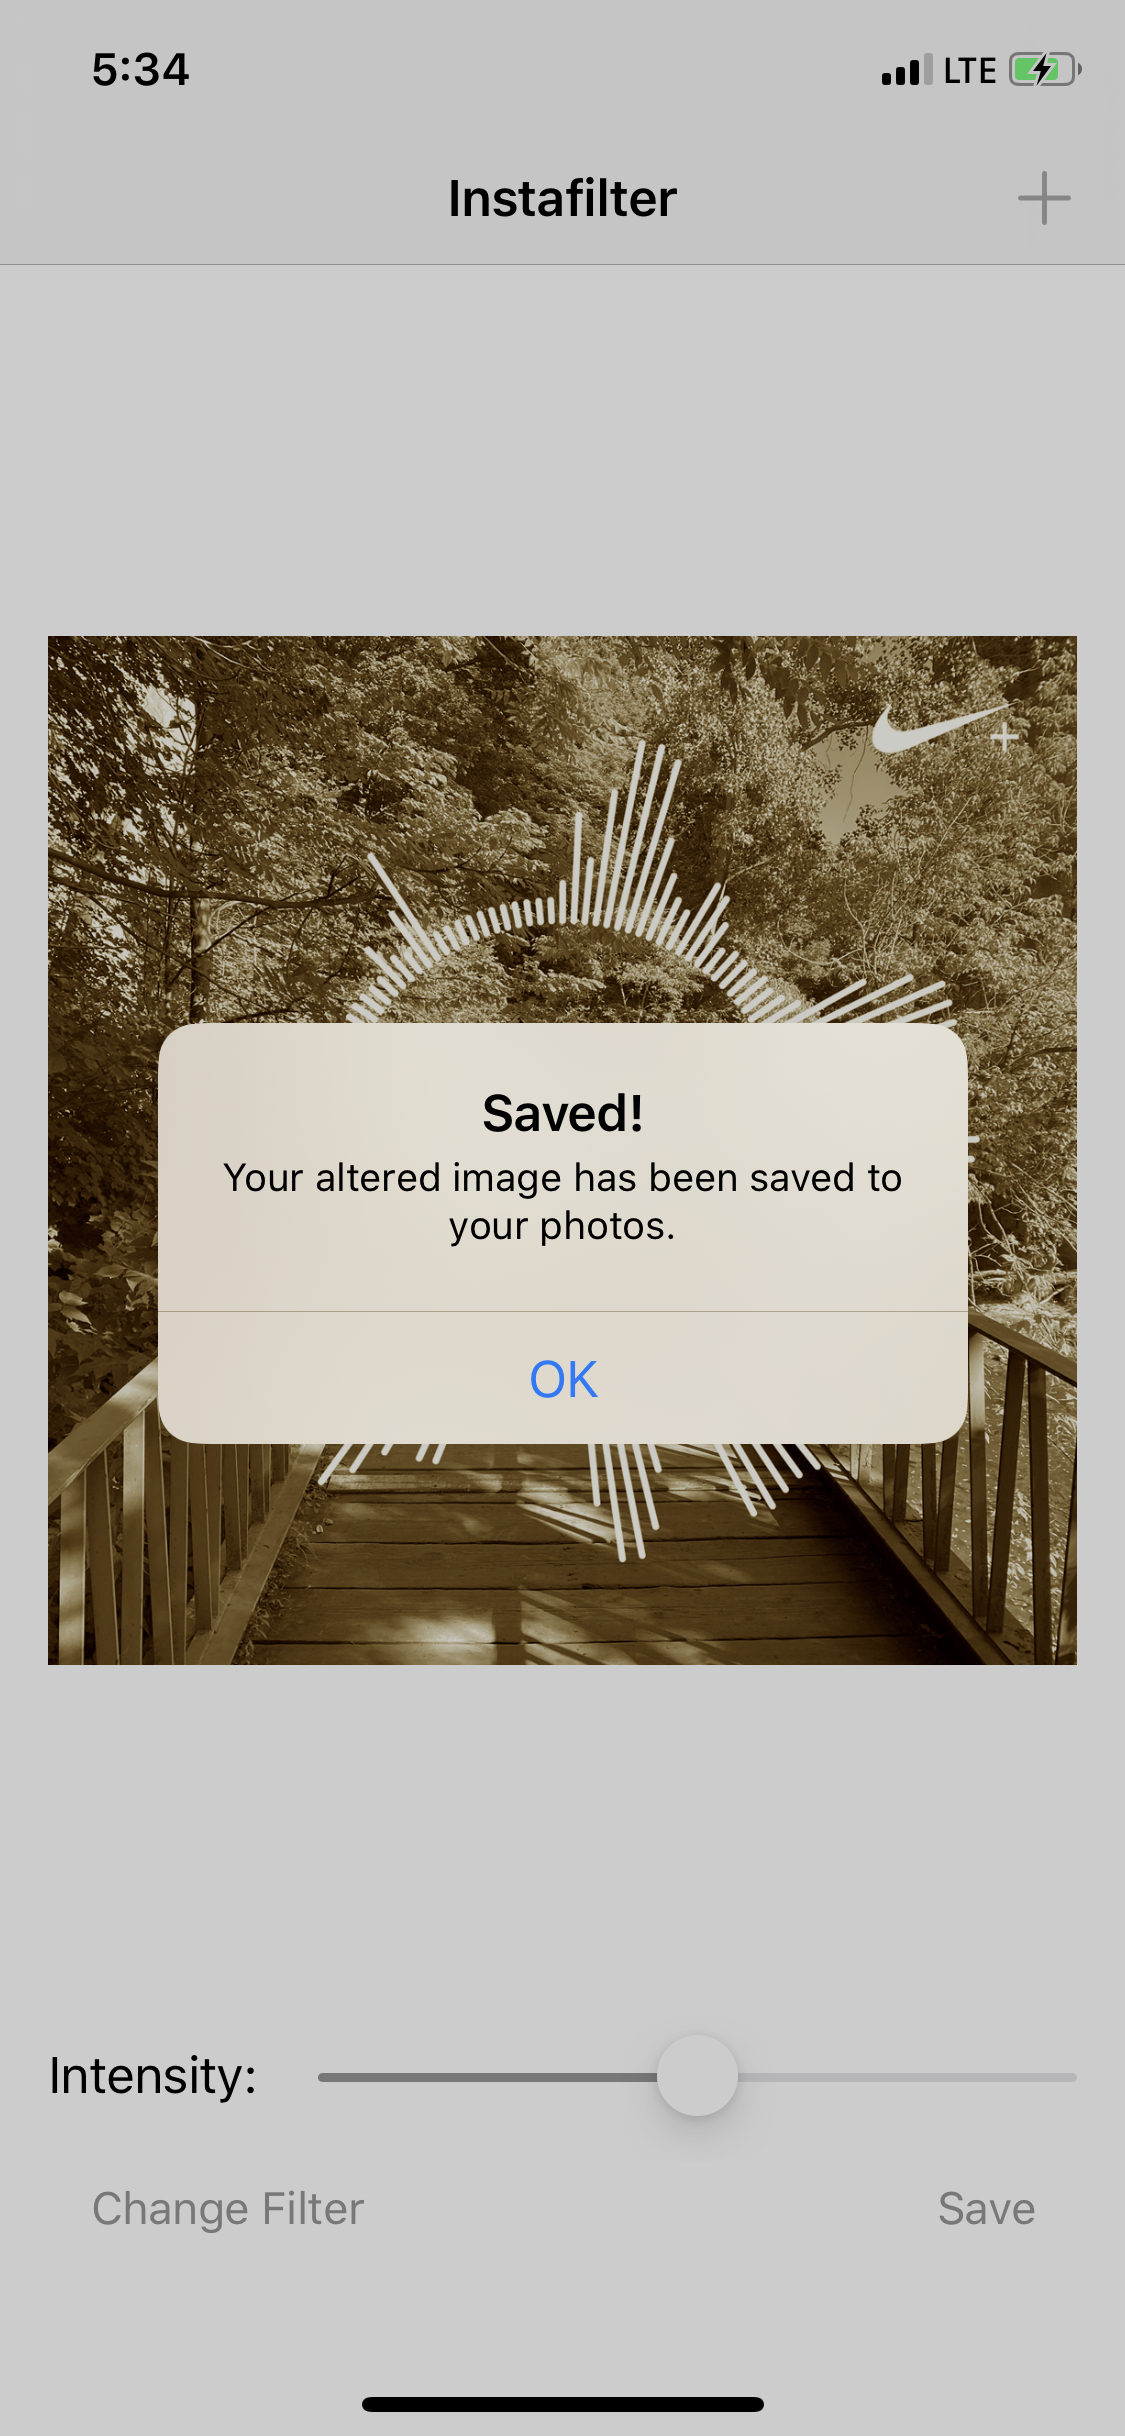 5:34 LTE
Instafilter
Saved!
Your altered image has been saved to
your photos.
OK
Intensity:
Change Filter Save